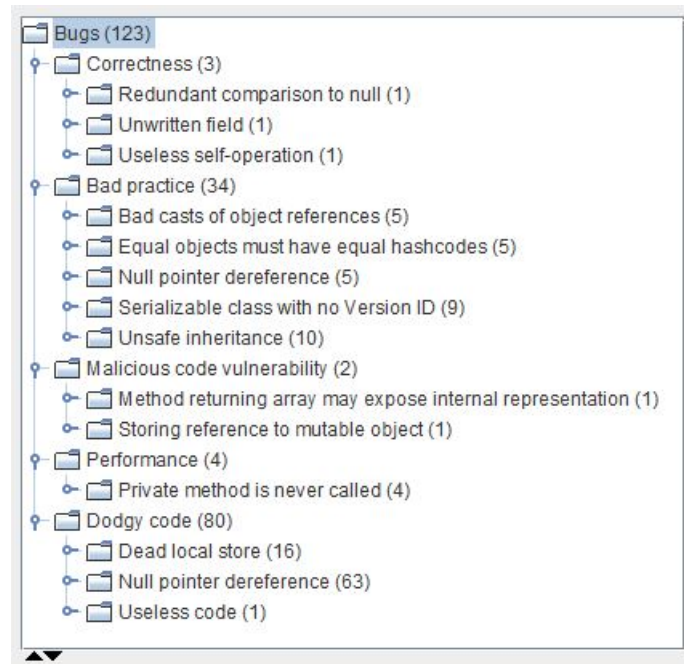 Bugs (123)
Correctness (3)
Redundant comparison to null (1)
Unwritten field (1)
Useless self-operation (1)
Bad practice (34)
Bad casts of object references (5)
Equal objects must have equal hashcodes (5)
Null pointer dereference (5)
Serializable class with no Version ID (9)
Unsafe inheritance (10)
Malicious code vulnerability (2)
Method returning array may expose internal representation (1)
Storing reference to mutable object (1)
Performance (4)
Private method is never called (4)
Dodgy code (80)
Dead local store (16)
Null pointer dereference (63)
Useless code (1)